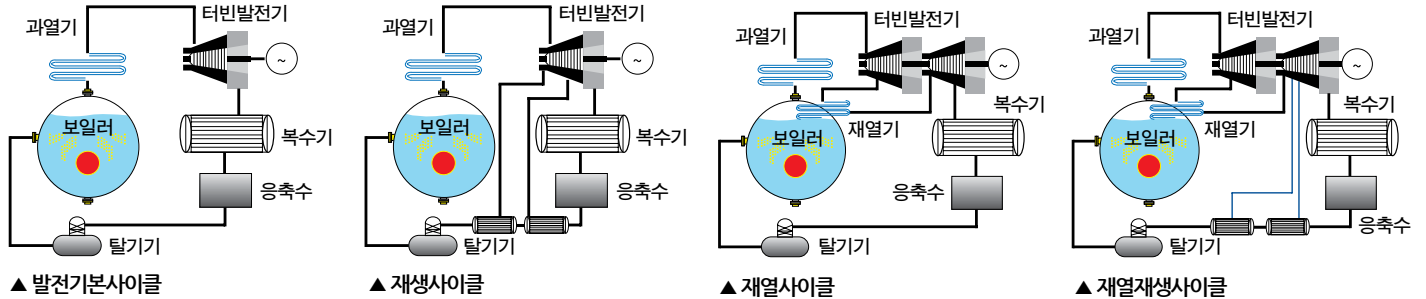 과열기
터빈발전기
~
보일러
복수기
응축수
탈기기
▲ 발전기본사이클
과열기
터빈발전기
~
보일러
복수기
응축수
탈기기
▲ 재생사이클
과열기
터빈발전기
~
복수기
보일러
재열기
응축수
탈기기
▲ 재열사이클
과열기
터빈발전기
~
복수기
보일러
재열기
응축수
탈기기
▲ 재열재생사이클